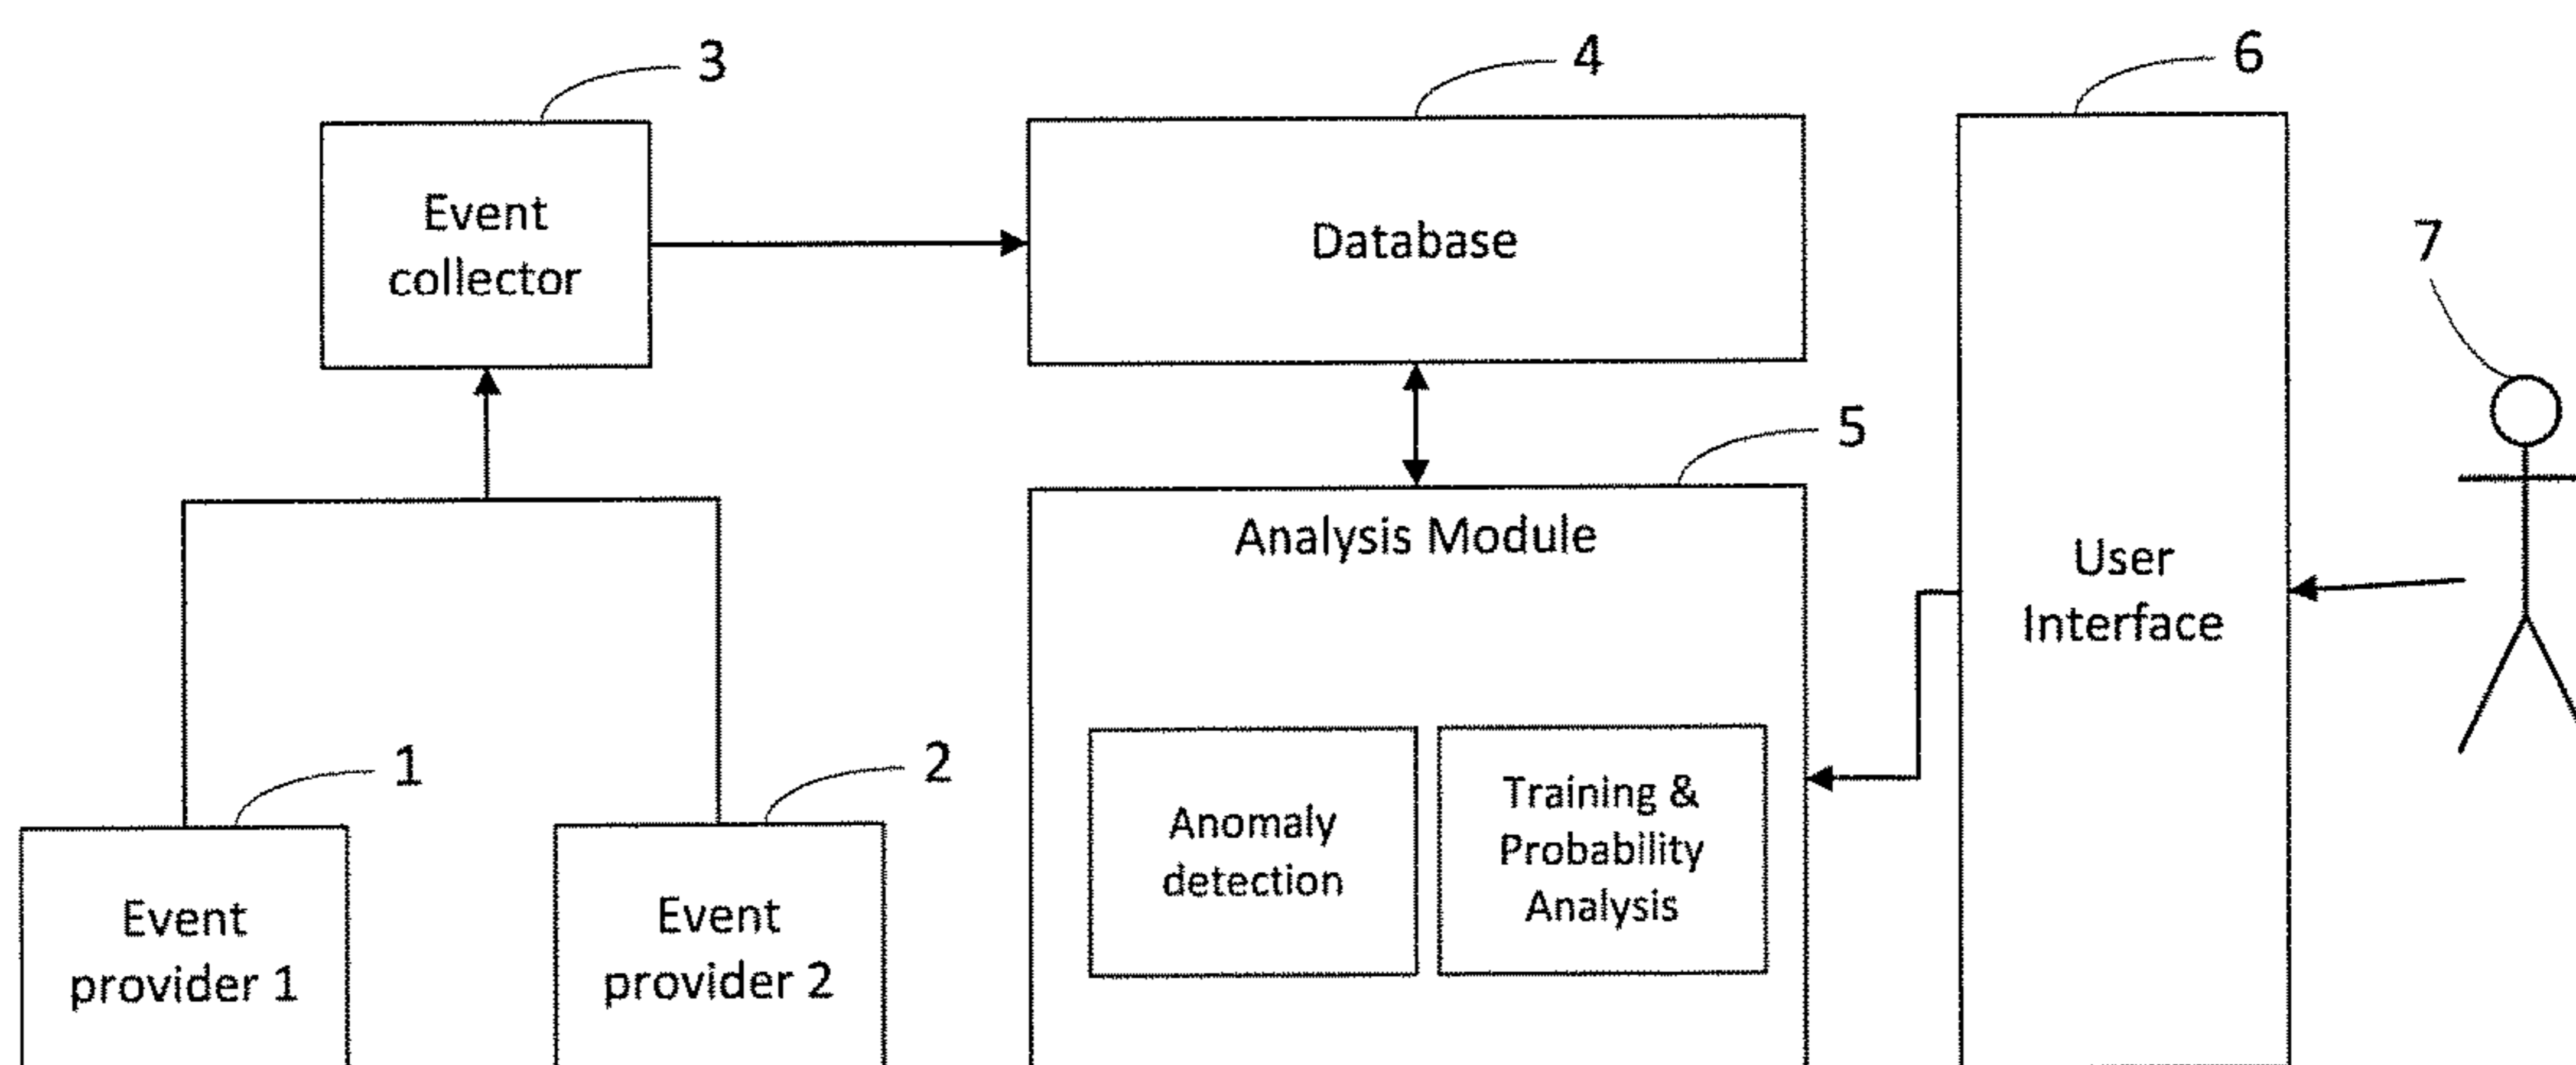 3
4
6
Event
collector
Database
7
5
Analysis Module
User
Interface
1
2
Event
provider 1
Event
provider 2
Anomaly
detection
Training &
Probability
Analysis